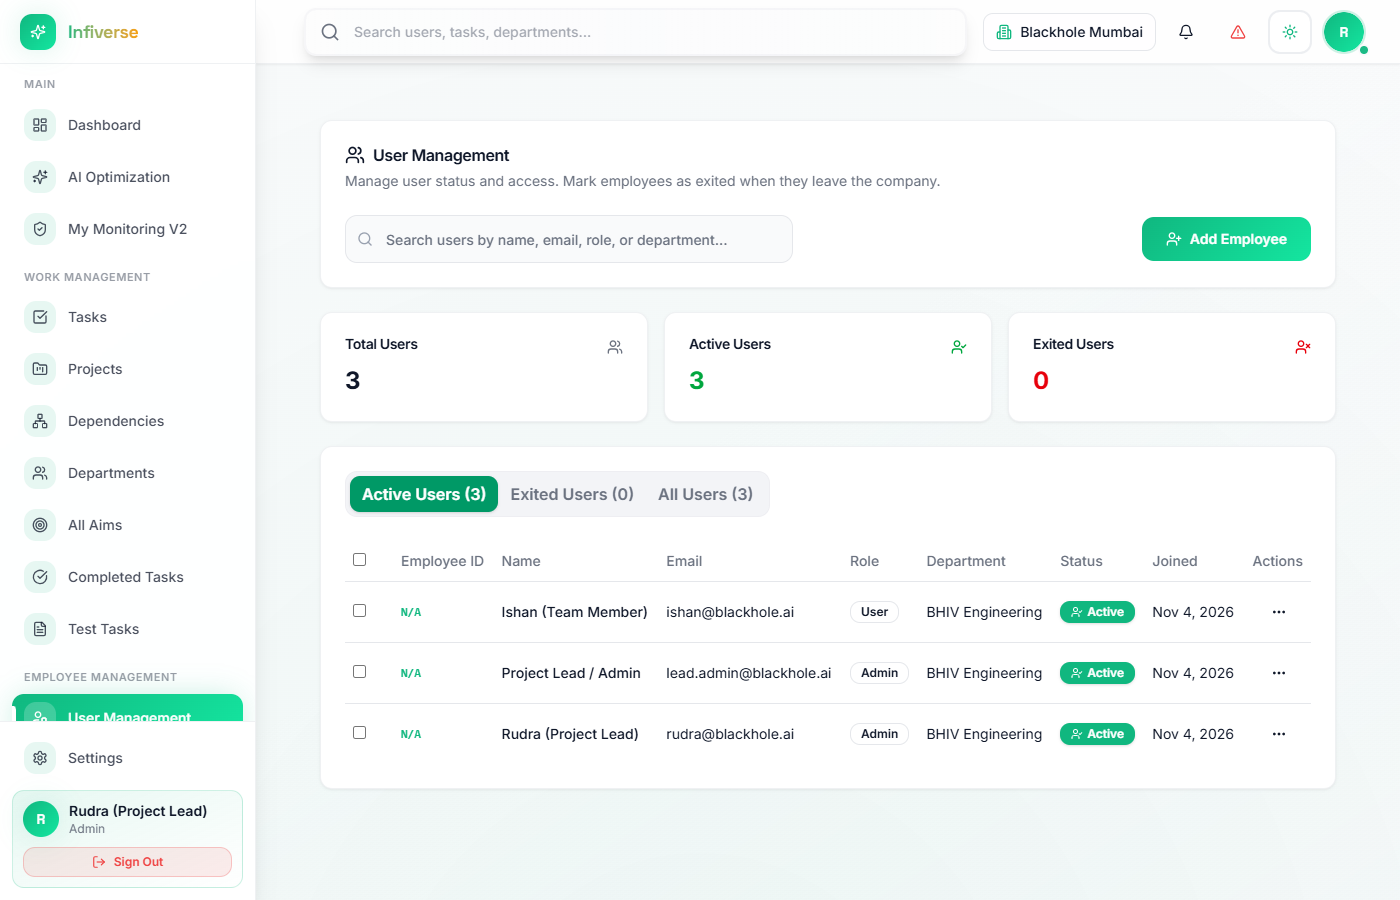 Infiverse
Search users, tasks, departments...
Blackhole Mumbai
R
MAIN
Dashboard
AI Optimization
My Monitoring V2
WORK MANAGEMENT
Tasks
Projects
Dependencies
Departments
All Aims
Completed Tasks
Test Tasks
EMPLOYEE MANAGEMENT
User Management
Settings
R
Rudra (Project Lead)
Admin
Sign Out
User Management
Manage user status and access. Mark employees as exited when they leave the company.
Search users by name, email, role, or department...
Add Employee
Total Users
3
Active Users
3
Exited Users
0
Active Users (3) Exited Users (0) All Users (3)
Employee ID Name Email Role Department Status Joined Actions
N/A Ishan (Team Member) ishan@blackhole.ai User BHIV Engineering Active Nov 4, 2026
N/A Project Lead / Admin lead.admin@blackhole.ai Admin BHIV Engineering Active Nov 4, 2026
N/A Rudra (Project Lead) rudra@blackhole.ai Admin BHIV Engineering Active Nov 4, 2026